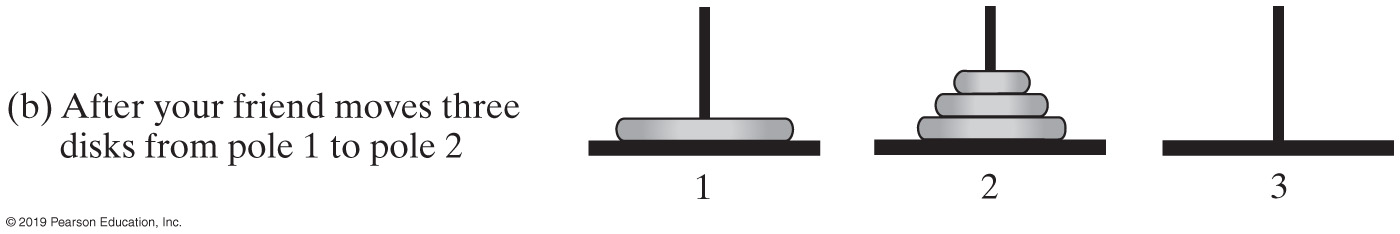 (b) After your friend moves three
disks from pole 1 to pole 2
1
2
3
© 2019 Pearson Education, Inc.